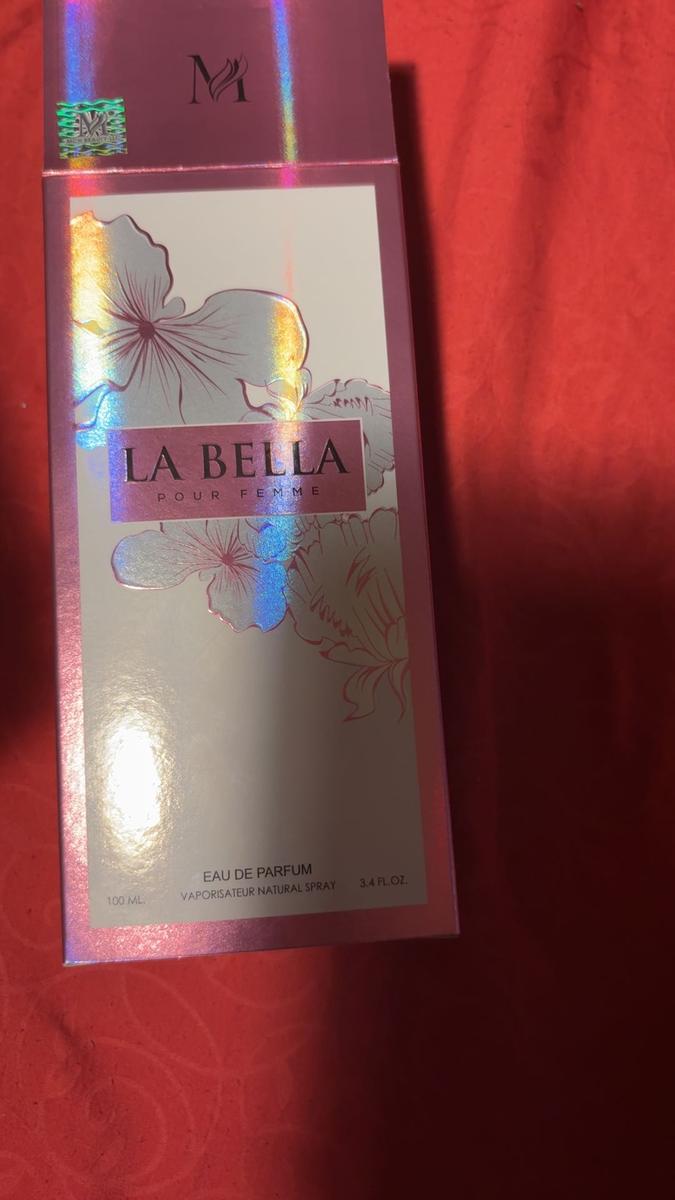 M
LA BELLA
POUR FEMME
EAU DE PARFUM
100 ML.
VAPORISATEUR NATURAL SPRAY
3.4 FL.OZ.